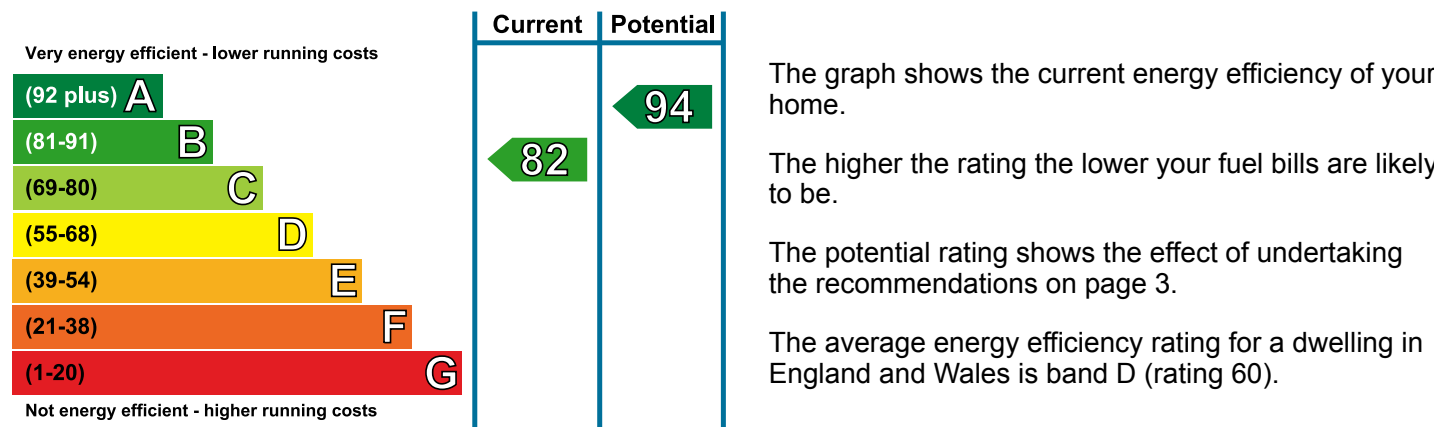 Current Potential
Very energy efficient - lower running costs
(92 plus) A
94
(81-91) B
82
(69-80) C
(55-68) D
(39-54) E
(21-38) F
(1-20) G
Not energy efficient - higher running costs
The graph shows the current energy efficiency of your
home.
The higher the rating the lower your fuel bills are likely
to be.
The potential rating shows the effect of undertaking
the recommendations on page 3.
The average energy efficiency rating for a dwelling in
England and Wales is band D (rating 60).